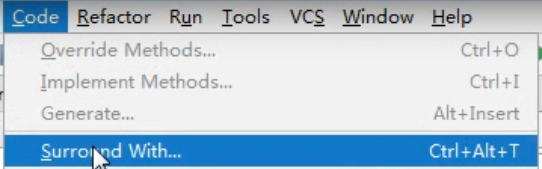 Code Refactor Run Tools VCS Window Help
Override Methods... Ctrl+O
Implement Methods... Ctrl+I
Generate... Alt+Insert
Surround With... Ctrl+Alt+T